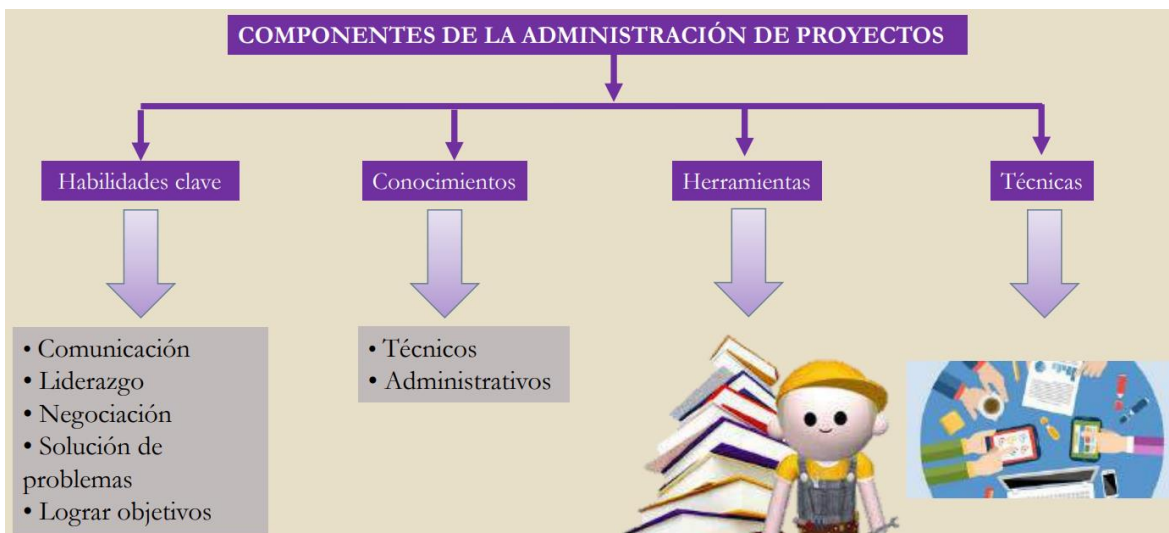 COMPONENTES DE LA ADMINISTRACIÓN DE PROYECTOS
Habilidades clave
Conocimientos
Herramientas
Técnicas
• Comunicación
• Liderazgo
• Negociación
• Solución de
problemas
• Lograr objetivos
• Técnicos
• Administrativos